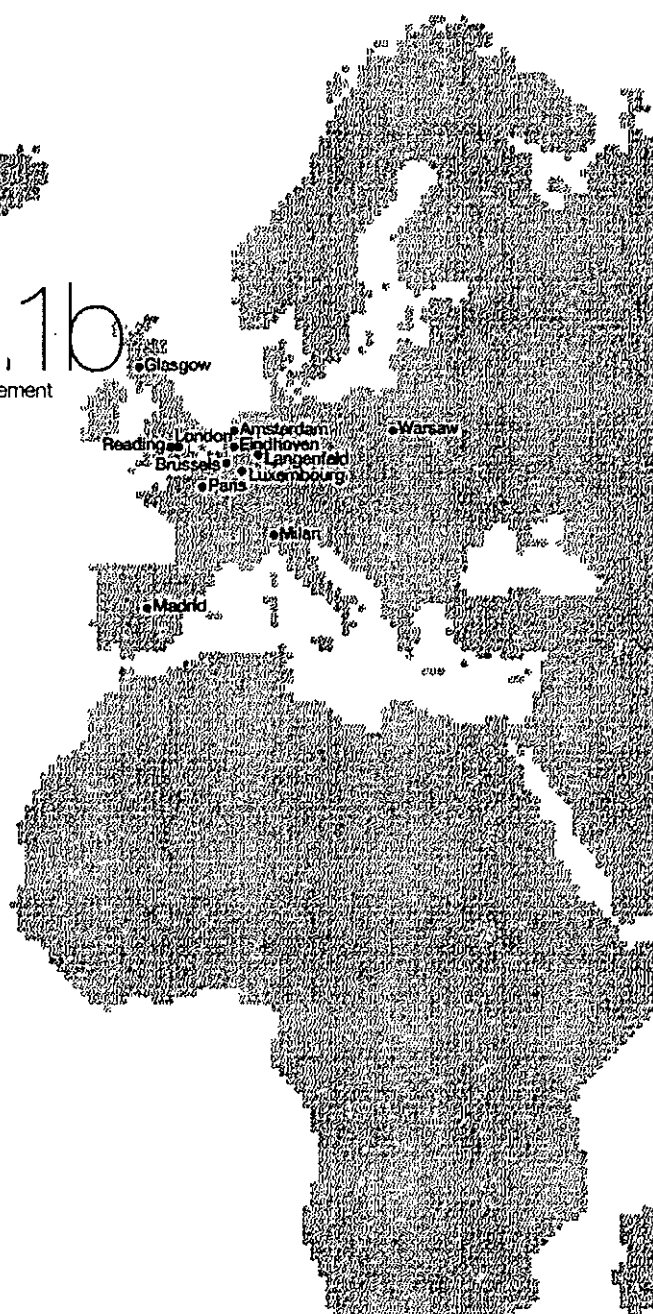 .1b
ement
Glasgow
Amsterdam
Warsaw
London
Reading
Eindhoven
Langenfeld
Brussels
Luxembourg
Paris
Milan
Madrid